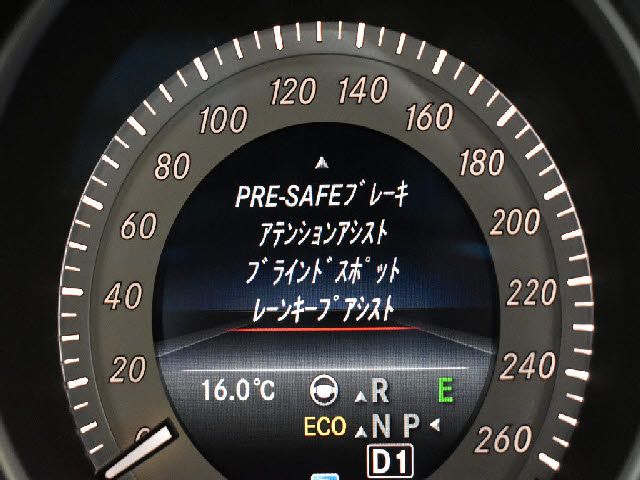 120 140
100 160
80 180
60 200
40 220
20 240
0 260
PRE-SAFEブレーキ
アテンションアシスト
ブラインドスポット
レーンキープアシスト
16.0℃ R E
ECO N P
D1